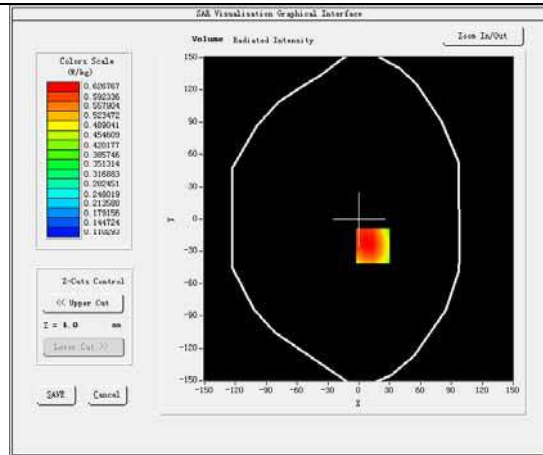 SAR Visualisation Graphical Interface
Volume Radiated Intensity
Zoom In/Out
Colors Scale
(W/kg)
0.626767
0.592336
0.557904
0.523472
0.489041
0.454609
0.420177
0.385746
0.351314
0.316883
0.282451
0.248019
0.213588
0.179156
0.144724
150
120
90
60
30
0
-30
-60
-90
-120
-150
Y
-150 -120 -90 -60 -30 0 30 60 90 120 150
X
Z-Cuts Control
<< Upper Cut
Z = 4.0 mm
Lower Cut >>
SAVE Cancel